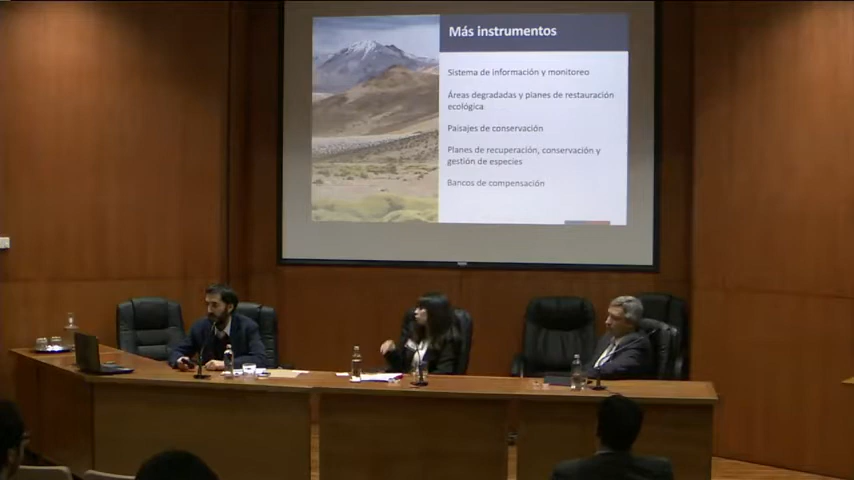 Más instrumentos
Sistema de información y monitoreo
Áreas degradadas y planes de restauración
ecológica
Paisajes de conservación
Planes de recuperación, conservación y
gestión de especies
Bancos de compensación